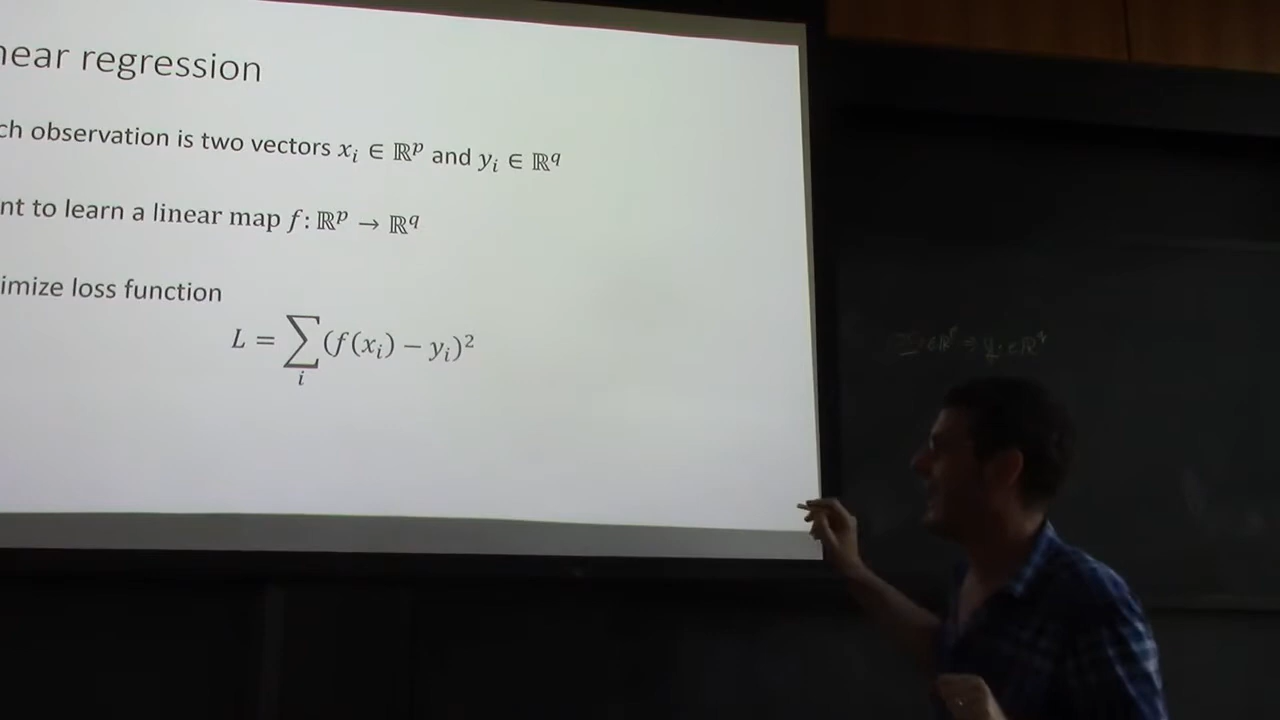 near regression
ch observation is two vectors xᵢ ∈ ℝᵖ and yᵢ ∈ ℝ^q
nt to learn a linear map f: ℝᵖ → ℝ^q
imize loss function
L = ∑ᵢ (f(xᵢ) − yᵢ)²